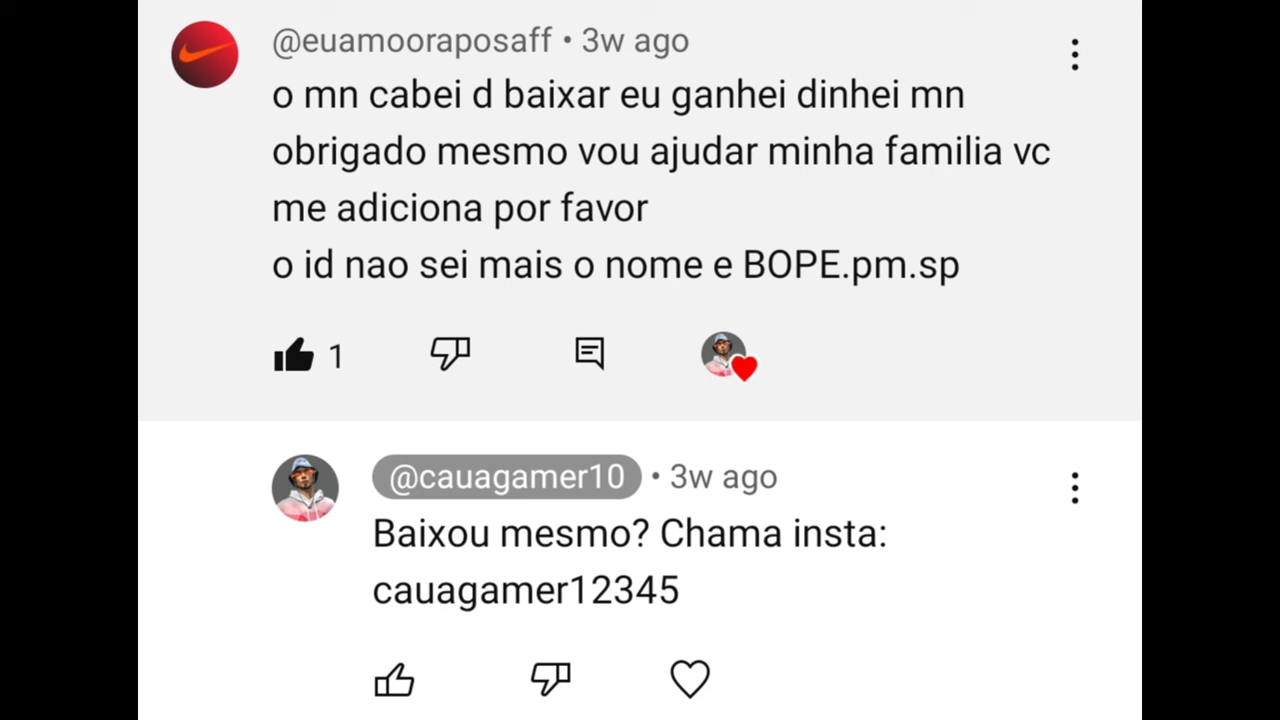 @euamooraposaff • 3w ago
o mn cabei d baixar eu ganhei dinhei mn
obrigado mesmo vou ajudar minha familia vc
me adiciona por favor
o id nao sei mais o nome e BOPE.pm.sp
1
@cauagamer10 • 3w ago
Baixou mesmo? Chama insta:
cauagamer12345